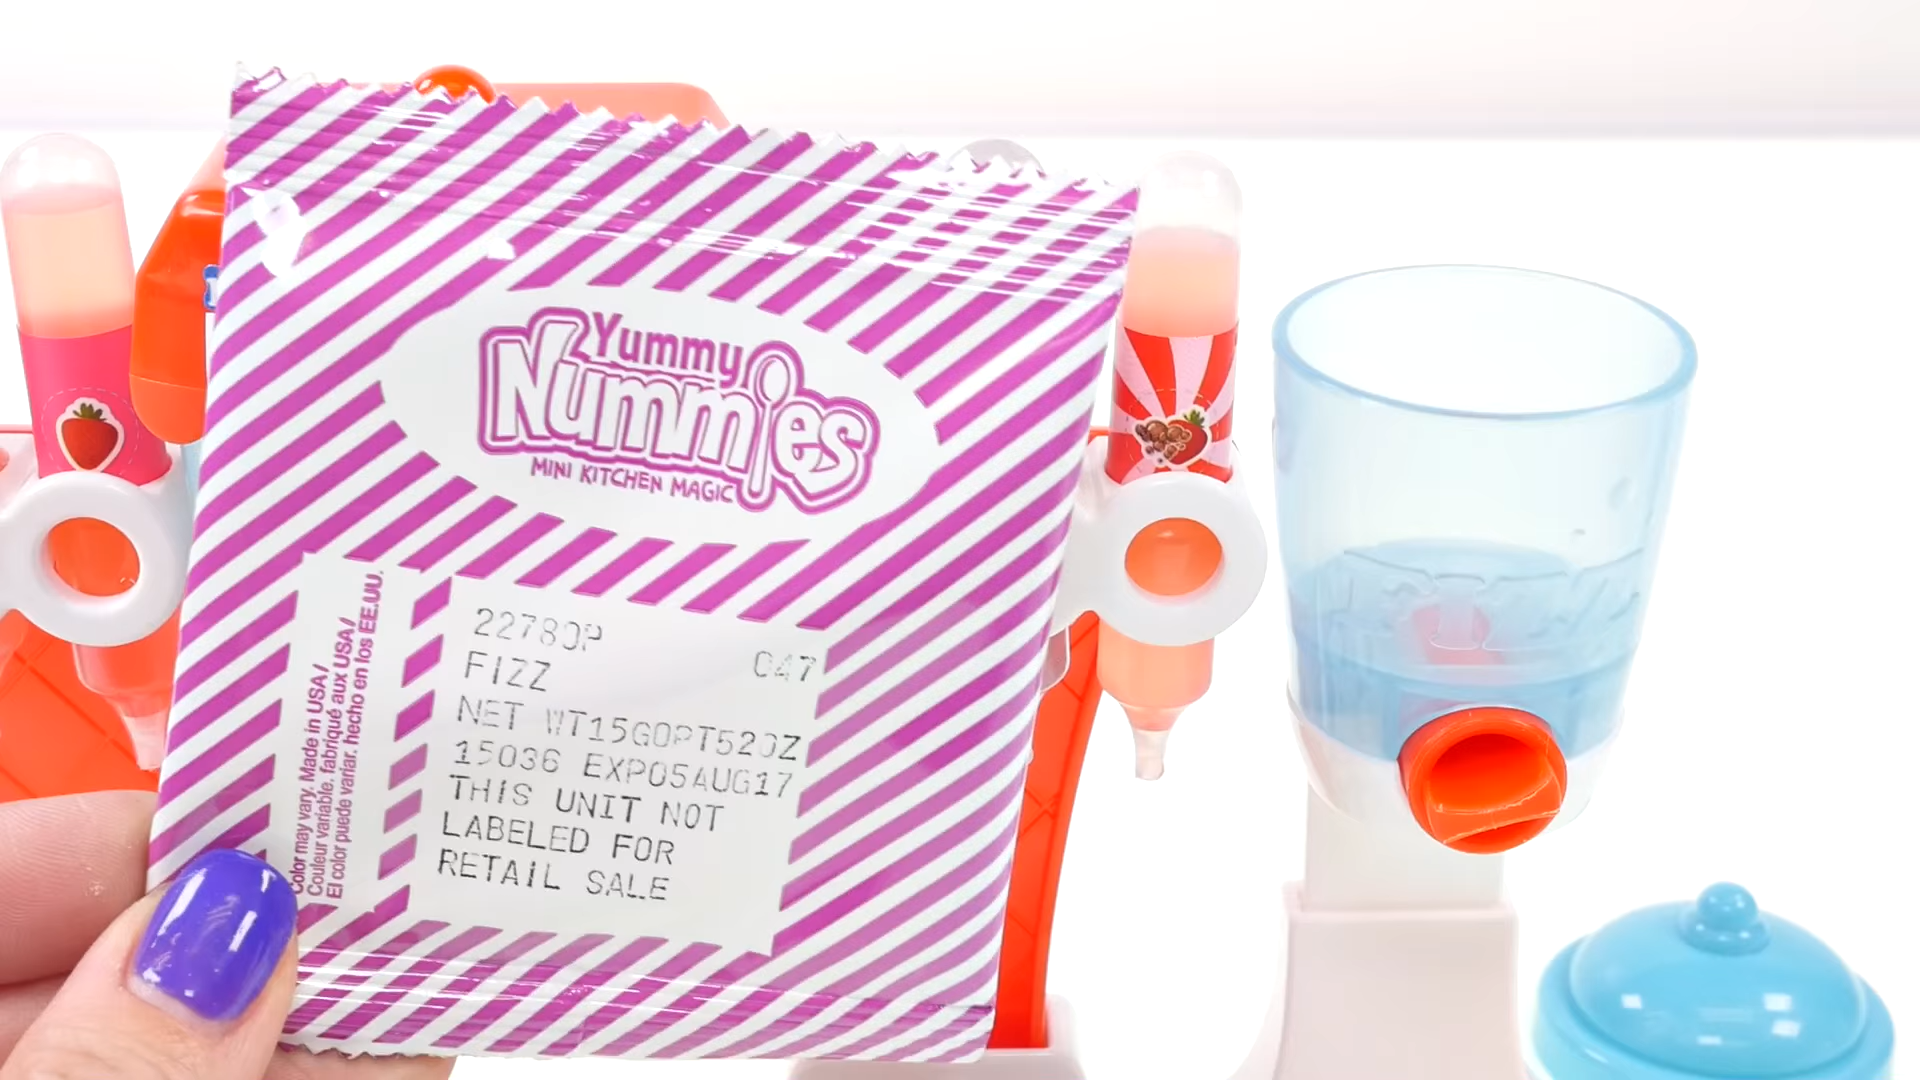 Yummy
Nummies
MINI KITCHEN MAGIC
Color may vary. Made in USA/
Couleur variable. fabriqué aux USA/
El color puede variar. hecho en los EE.UU.
22780P
FIZZ 047
NET WT15G0PT52OZ
15036 EXP05AUG17
THIS UNIT NOT
LABELED FOR
RETAIL SALE